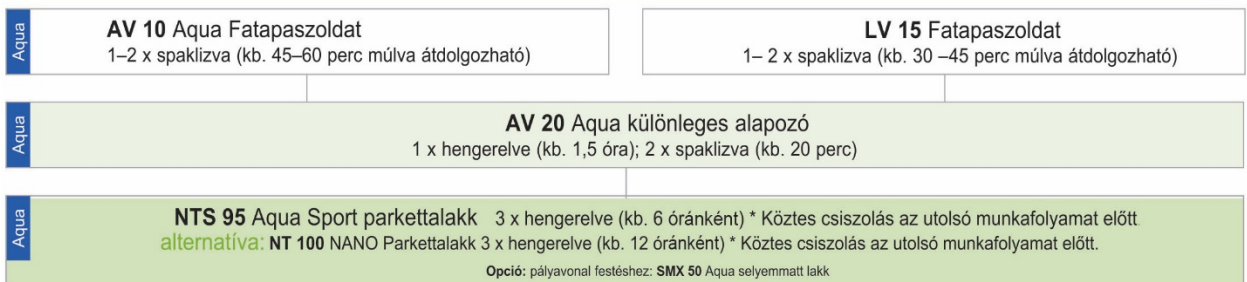 Aqua
AV 10 Aqua Fatapaszoldat
1–2 x spaklizva (kb. 45–60 perc múlva átdolgozható)
LV 15 Fatapaszoldat
1– 2 x spaklizva (kb. 30 –45 perc múlva átdolgozható)
Aqua
AV 20 Aqua különleges alapozó
1 x hengerelve (kb. 1,5 óra); 2 x spaklizva (kb. 20 perc)
Aqua
NTS 95 Aqua Sport parkettalakk 3 x hengerelve (kb. 6 óránként) * Köztes csiszolás az utolsó munkafolyamat előtt
alternatíva: NT 100 NANO Parkettalakk 3 x hengerelve (kb. 12 óránként) * Köztes csiszolás az utolsó munkafolyamat előtt.
Opció: pályavonal festéshez: SMX 50 Aqua selyemmatt lakk